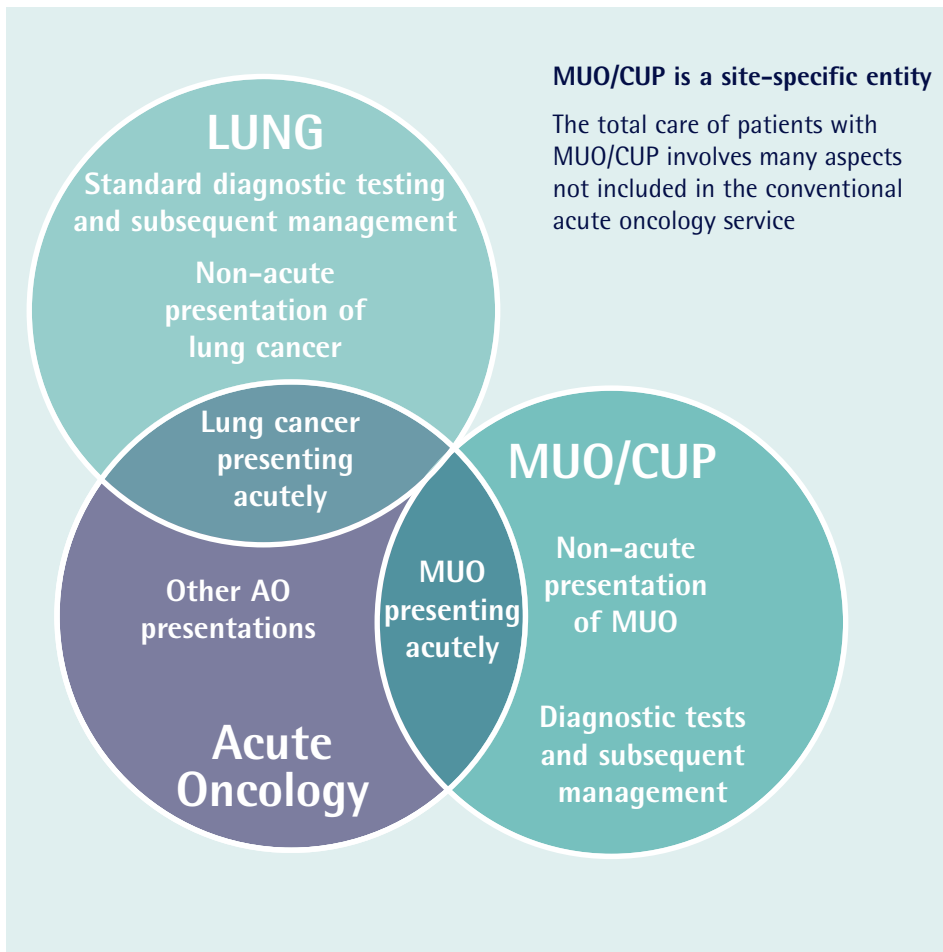 MUO/CUP is a site-specific entity
The total care of patients with
MUO/CUP involves many aspects
not included in the conventional
acute oncology service
LUNG
Standard diagnostic testing
and subsequent management
Non-acute
presentation of
lung cancer
Lung cancer
presenting
acutely
MUO/CUP
Non-acute
presentation
of MUO
Diagnostic tests
and subsequent
management
MUO
presenting
acutely
Other AO
presentations
Acute
Oncology